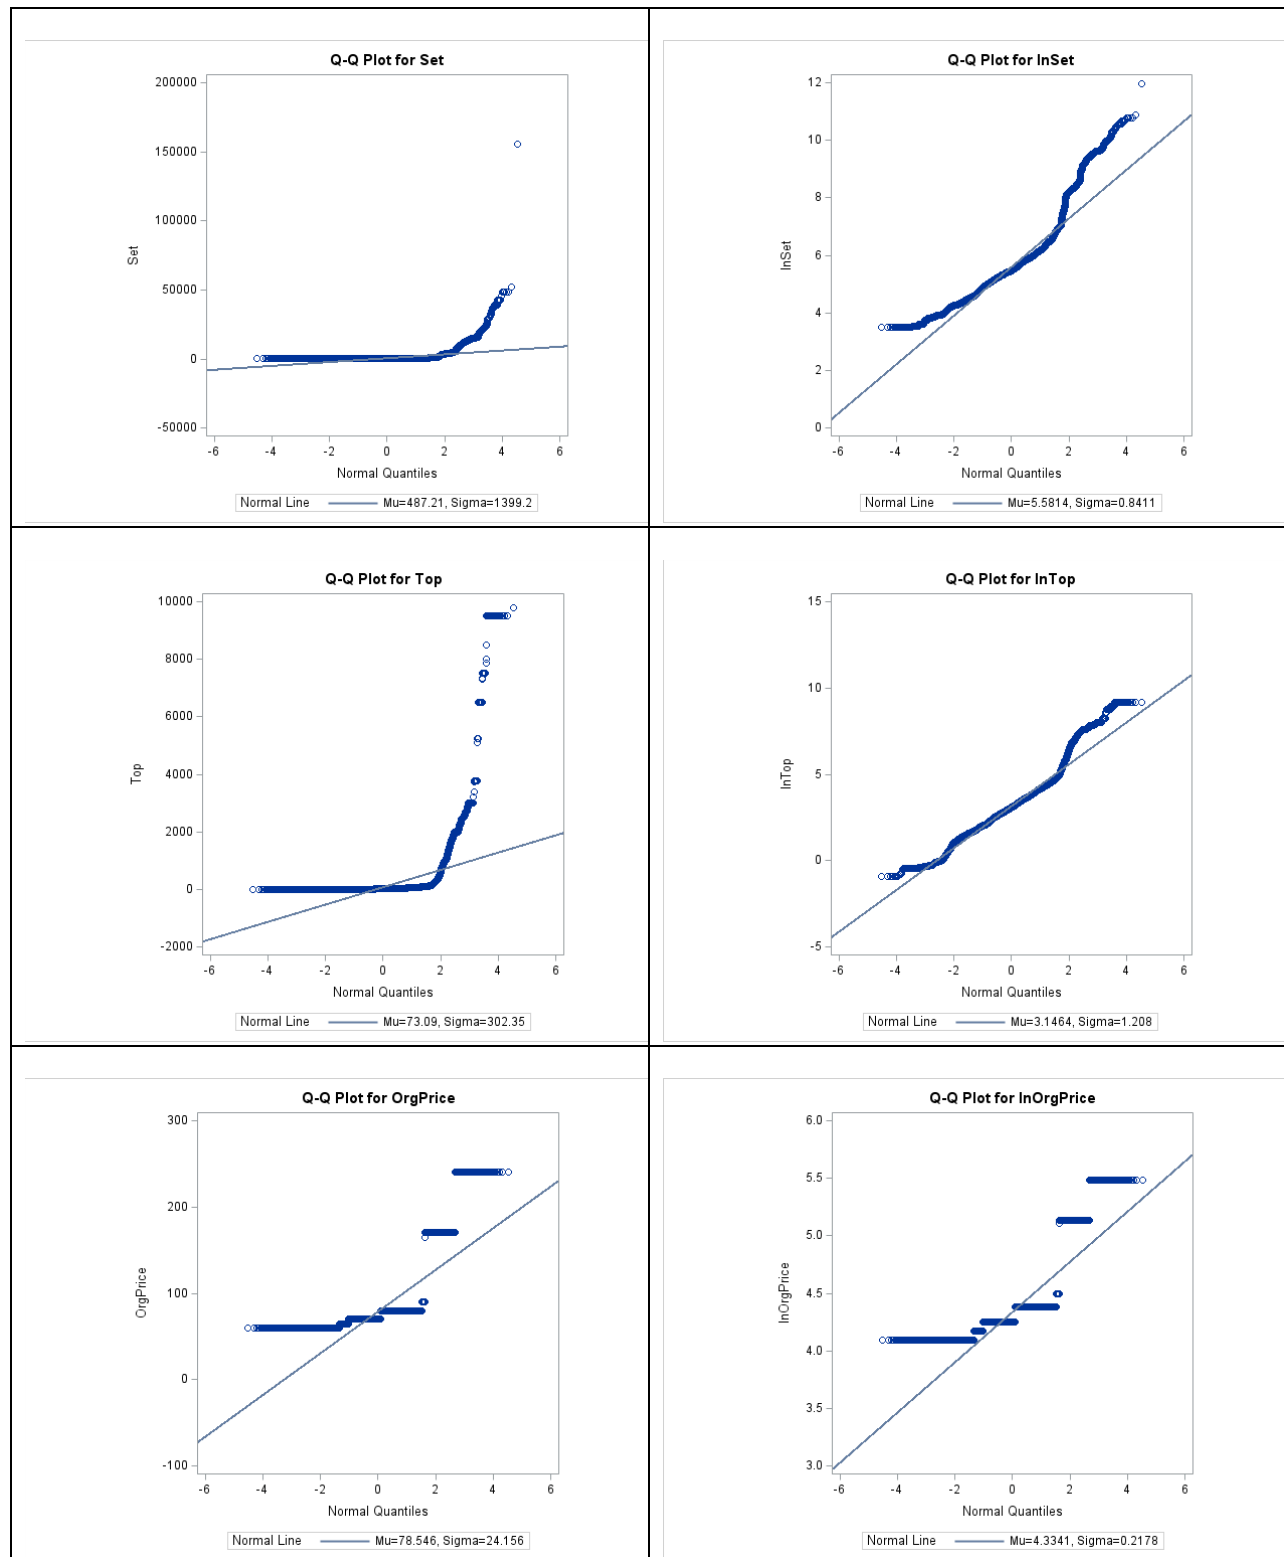 Q-Q Plot for Set
200000
150000
100000
50000
0
-50000
Set
-6 -4 -2 0 2 4 6
Normal Quantiles
Normal Line Mu=487.21, Sigma=1399.2
Q-Q Plot for lnSet
12
10
8
6
4
2
0
lnSet
-6 -4 -2 0 2 4 6
Normal Quantiles
Normal Line Mu=5.5814, Sigma=0.8411
Q-Q Plot for Top
10000
8000
6000
4000
2000
0
-2000
Top
-6 -4 -2 0 2 4 6
Normal Quantiles
Normal Line Mu=73.09, Sigma=302.35
Q-Q Plot for lnTop
15
10
5
0
-5
lnTop
-6 -4 -2 0 2 4 6
Normal Quantiles
Normal Line Mu=3.1464, Sigma=1.208
Q-Q Plot for OrgPrice
300
200
100
0
-100
OrgPrice
-6 -4 -2 0 2 4 6
Normal Quantiles
Normal Line Mu=78.546, Sigma=24.156
Q-Q Plot for lnOrgPrice
6.0
5.5
5.0
4.5
4.0
3.5
3.0
lnOrgPrice
-6 -4 -2 0 2 4 6
Normal Quantiles
Normal Line Mu=4.3341, Sigma=0.2178